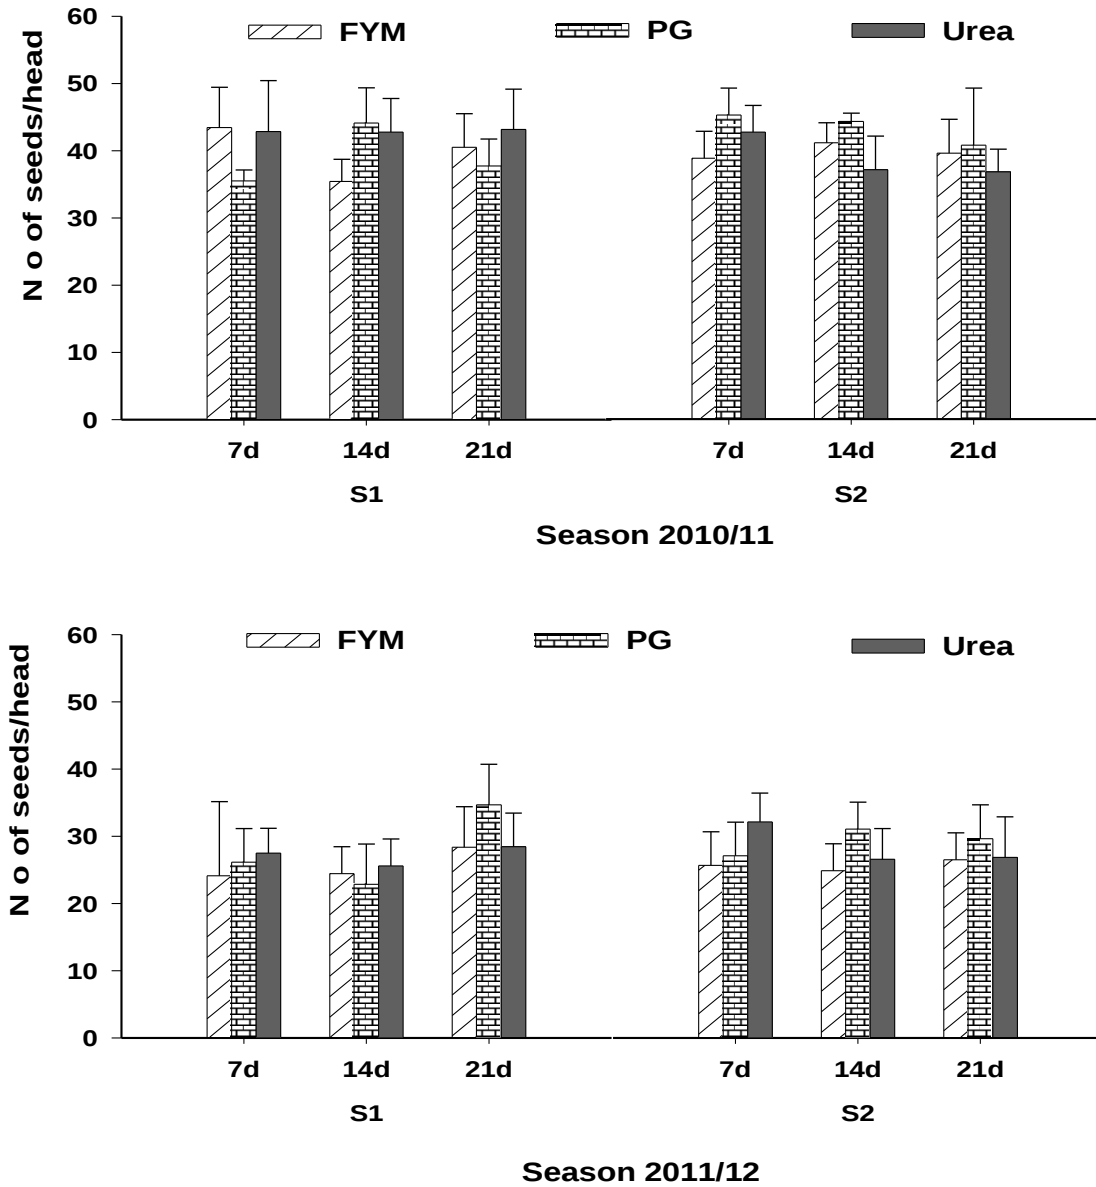 60
FYM PG Urea
50
40
30
20
10
0
N o of seeds/head
7d 14d 21d 7d 14d 21d
S1 S2
Season 2010/11
60
FYM PG Urea
50
40
30
20
10
0
N o of seeds/head
7d 14d 21d 7d 14d 21d
S1 S2
Season 2011/12